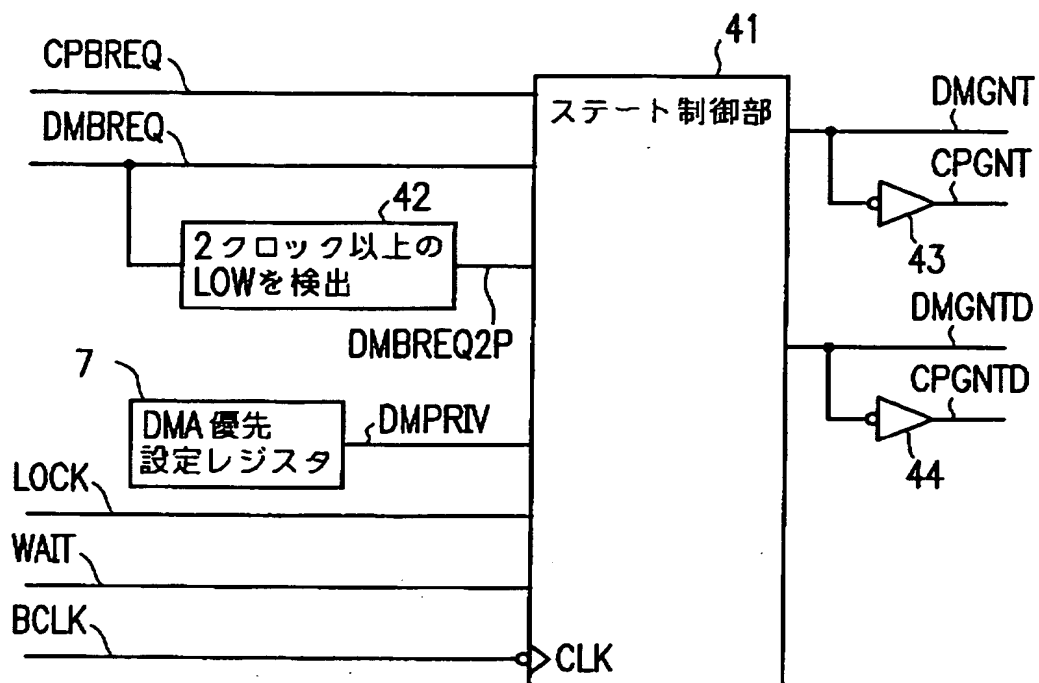 CPBREQ
DMBREQ
42
2クロック以上の
LOWを検出
DMBREQ2P
7
DMA優先
設定レジスタ
DMPRIV
LOCK
WAIT
BCLK
41
ステート制御部
CLK
DMGNT
CPGNT
43
DMGNTD
CPGNTD
44